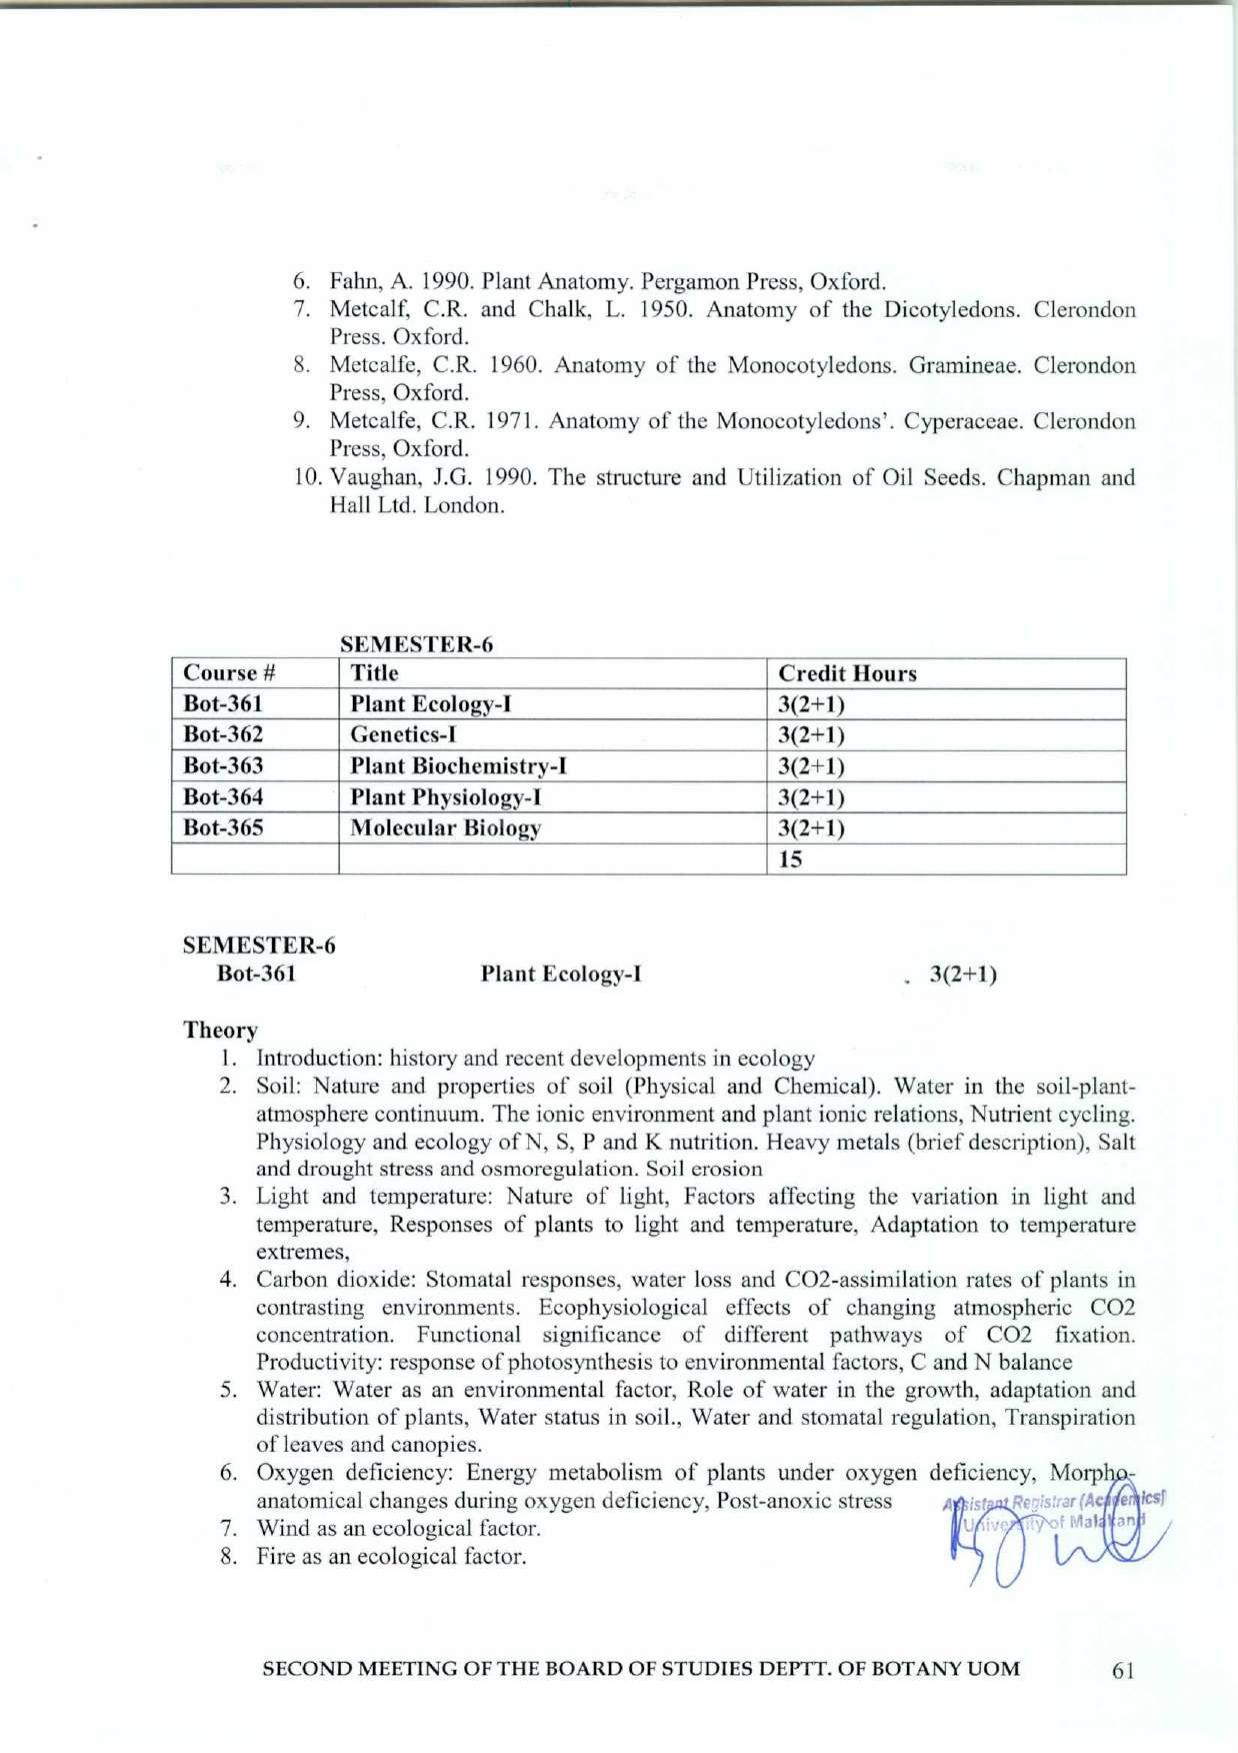 6. Fahn, A. 1990. Plant Anatomy. Pergamon Press, Oxford.
7. Metcalf, C.R. and Chalk, L. 1950. Anatomy of the Dicotyledons. Clerondon
Press. Oxford.
8. Metcalfe, C.R. 1960. Anatomy of the Monocotyledons. Gramineae. Clerondon
Press, Oxford.
9. Metcalfe, C.R. 1971. Anatomy of the Monocotyledons’. Cyperaceae. Clerondon
Press, Oxford.
10. Vaughan, J.G. 1990. The structure and Utilization of Oil Seeds. Chapman and
Hall Ltd. London.
SEMESTER-6
Course # Title Credit Hours
Bot-361 Plant Ecology-I 3(2+1)
Bot-362 Genetics-I 3(2+1)
Bot-363 Plant Biochemistry-I 3(2+1)
Bot-364 Plant Physiology-I 3(2+1)
Bot-365 Molecular Biology 3(2+1)
15
SEMESTER-6
Bot-361 Plant Ecology-I 3(2+1)
Theory
1. Introduction: history and recent developments in ecology
2. Soil: Nature and properties of soil (Physical and Chemical). Water in the soil-plant-
atmosphere continuum. The ionic environment and plant ionic relations, Nutrient cycling.
Physiology and ecology of N, S, P and K nutrition. Heavy metals (brief description), Salt
and drought stress and osmoregulation. Soil erosion
3. Light and temperature: Nature of light, Factors affecting the variation in light and
temperature, Responses of plants to light and temperature, Adaptation to temperature
extremes,
4. Carbon dioxide: Stomatal responses, water loss and CO2-assimilation rates of plants in
contrasting environments. Ecophysiological effects of changing atmospheric CO2
concentration. Functional significance of different pathways of CO2 fixation.
Productivity: response of photosynthesis to environmental factors, C and N balance
5. Water: Water as an environmental factor, Role of water in the growth, adaptation and
distribution of plants, Water status in soil., Water and stomatal regulation, Transpiration
of leaves and canopies.
6. Oxygen deficiency: Energy metabolism of plants under oxygen deficiency, Morpho-
anatomical changes during oxygen deficiency, Post-anoxic stress
Assistant Registrar (Academics)
University of Malakand
7. Wind as an ecological factor.
8. Fire as an ecological factor.
SECOND MEETING OF THE BOARD OF STUDIES DEPTT. OF BOTANY UOM 61